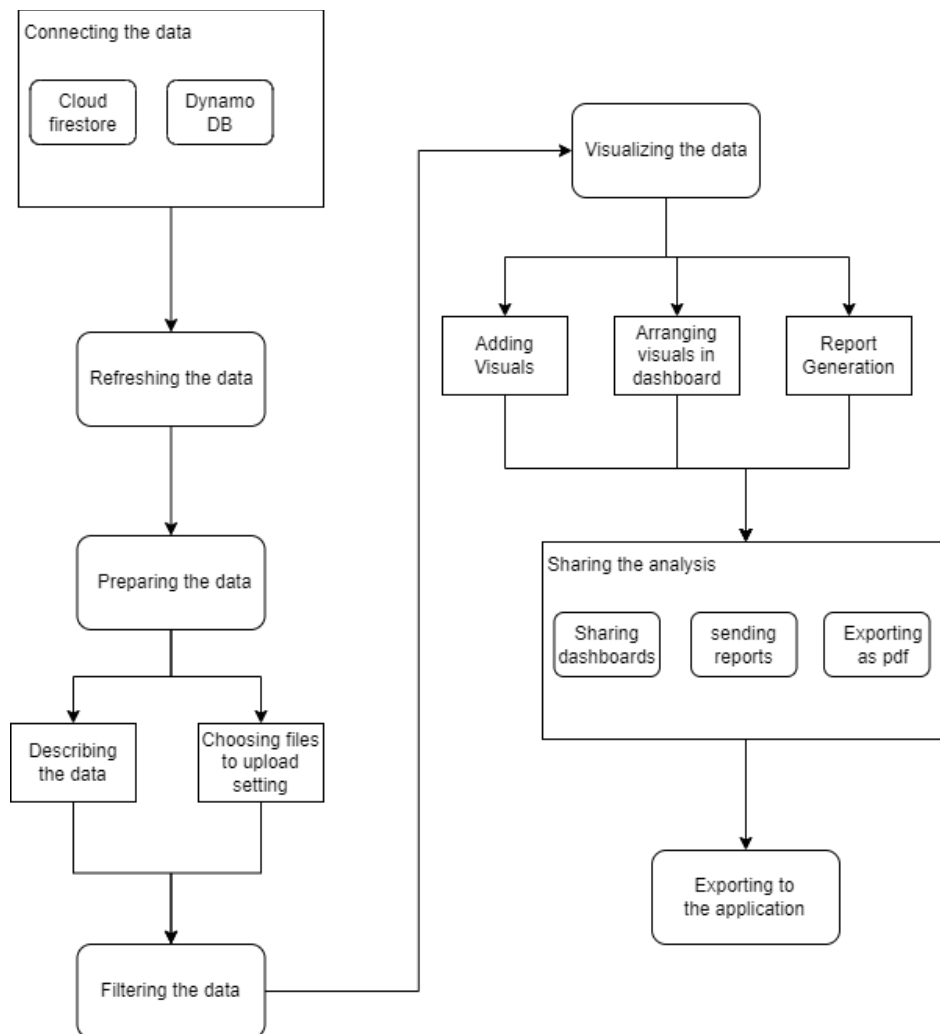 Connecting the data
Cloud
firestore
Dynamo
DB
Refreshing the data
Preparing the data
Describing
the data
Choosing files
to upload
setting
Filtering the data
Visualizing the data
Adding
Visuals
Arranging
visuals in
dashboard
Report
Generation
Sharing the analysis
Sharing
dashboards
sending
reports
Exporting
as pdf
Exporting to
the application